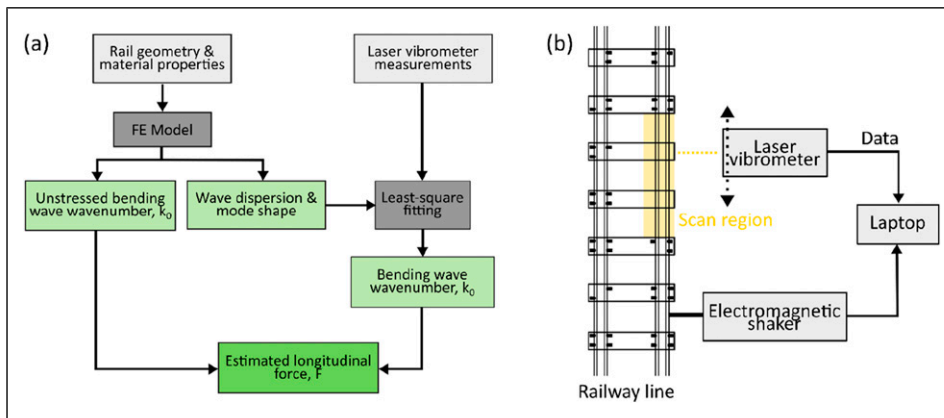 (a)
Rail geometry &
material properties
Laser vibrometer
measurements
FE Model
Unstressed bending
wave wavenumber, k₀
Wave dispersion &
mode shape
Least-square
fitting
Bending wave
wavenumber, k₀
Estimated longitudinal
force, F
(b)
Laser
vibrometer
Data
Scan region
Laptop
Electromagnetic
shaker
Railway line